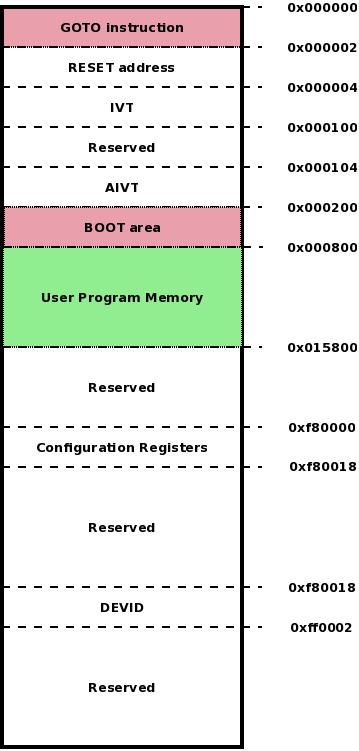 0x000000
GOTO instruction
0x000002
RESET address
0x000004
IVT
0x000100
Reserved
0x000104
AIVT
0x000200
BOOT area
0x000800
User Program Memory
0x015800
Reserved
0xf80000
Configuration Registers
0xf80018
Reserved
0xf80018
DEVID
0xff0002
Reserved